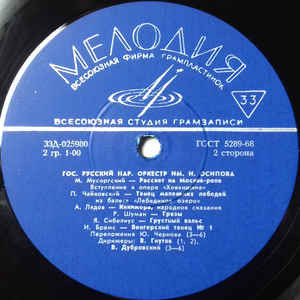 МЕЛОДИЯ
ВСЕСОЮЗНАЯ ФИРМА ГРАМПЛАСТИНОК
33
ВСЕСОЮЗНАЯ СТУДИЯ ГРАМЗАПИСИ
33Д-025980 ГОСТ 5289-68
2 гр. 1-00 2 сторона
ГОС. РУССКИЙ НАР. ОРКЕСТР ИМ. Н. ОСИПОВА
М. Мусоргский — Рассвет на Москва-реке
Вступление к опере «Хованщина»
П. Чайковский — Танец маленьких лебедей
из балета «Лебединое озеро»
А. Лядов — Кикимора, народное сказание
Р. Шуман — Грезы
Я. Сибелиус — Грустный вальс
И. Брамс — Венгерский танец № 1
Переложения Ю. Чернова (3—6)
Дирижеры: В. Гнутов (1, 2),
В. Дубровский (3—6)